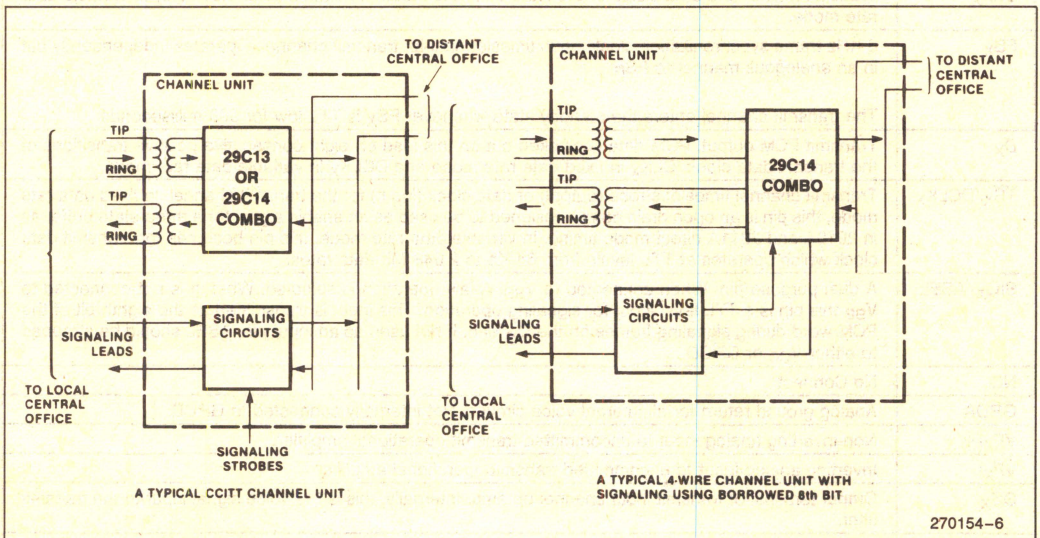 TO DISTANT
CENTRAL
OFFICE
CHANNEL UNIT
TIP
RING
TIP
RING
29C13
OR
29C14
COMBO
SIGNALING
CIRCUITS
SIGNALING
LEADS
TO LOCAL
CENTRAL
OFFICE
SIGNALING
STROBES
A TYPICAL CCITT CHANNEL UNIT
CHANNEL UNIT
TO DISTANT
CENTRAL
OFFICE
TIP
RING
TIP
RING
29C14
COMBO
SIGNALING
CIRCUITS
SIGNALING
LEADS
TO LOCAL
CENTRAL
OFFICE
A TYPICAL 4-WIRE CHANNEL UNIT WITH
SIGNALING USING BORROWED 8th BIT
270154-6